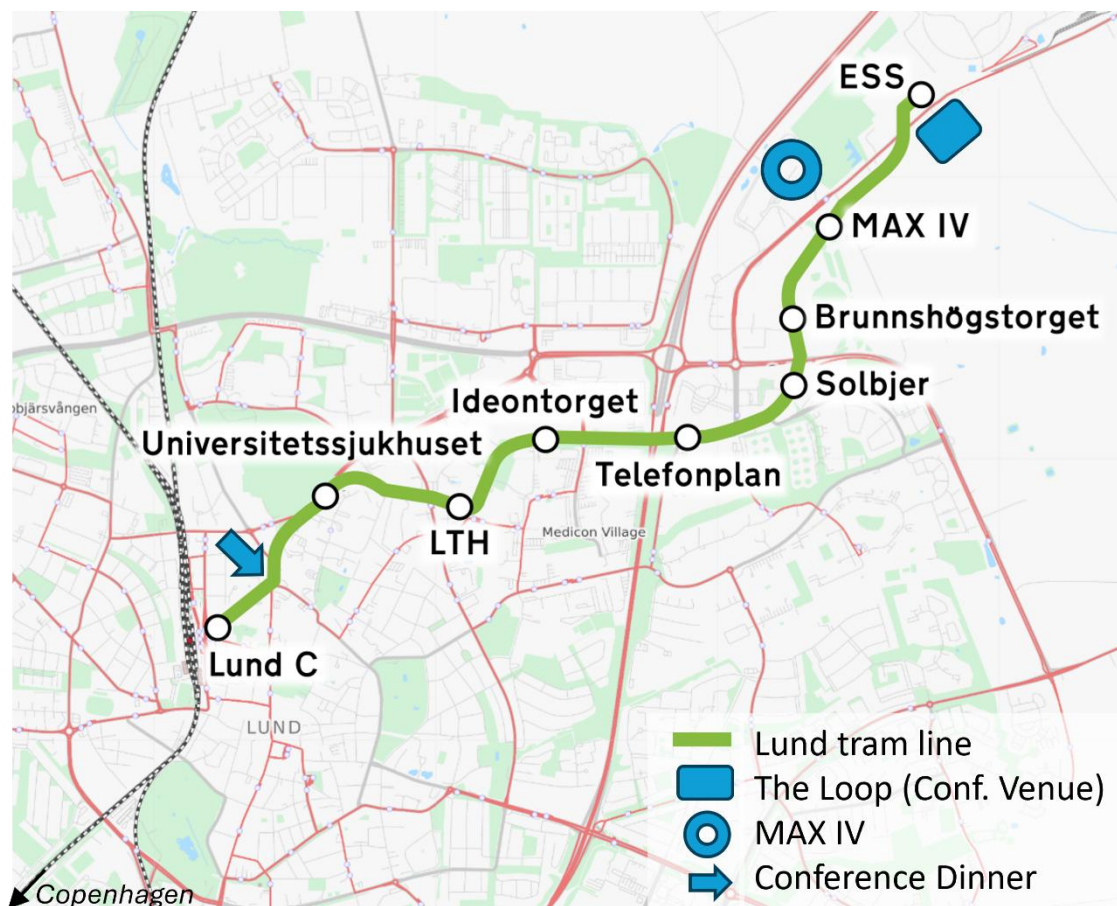 ESS
MAX IV
Brunnshögstorget
Solbjer
Ideontorget
Universitetssjukhuset
Telefonplan
LTH
Medicon Village
Lund C
LUND
Lund tram line
The Loop (Conf. Venue)
MAX IV
Conference Dinner
Copenhagen